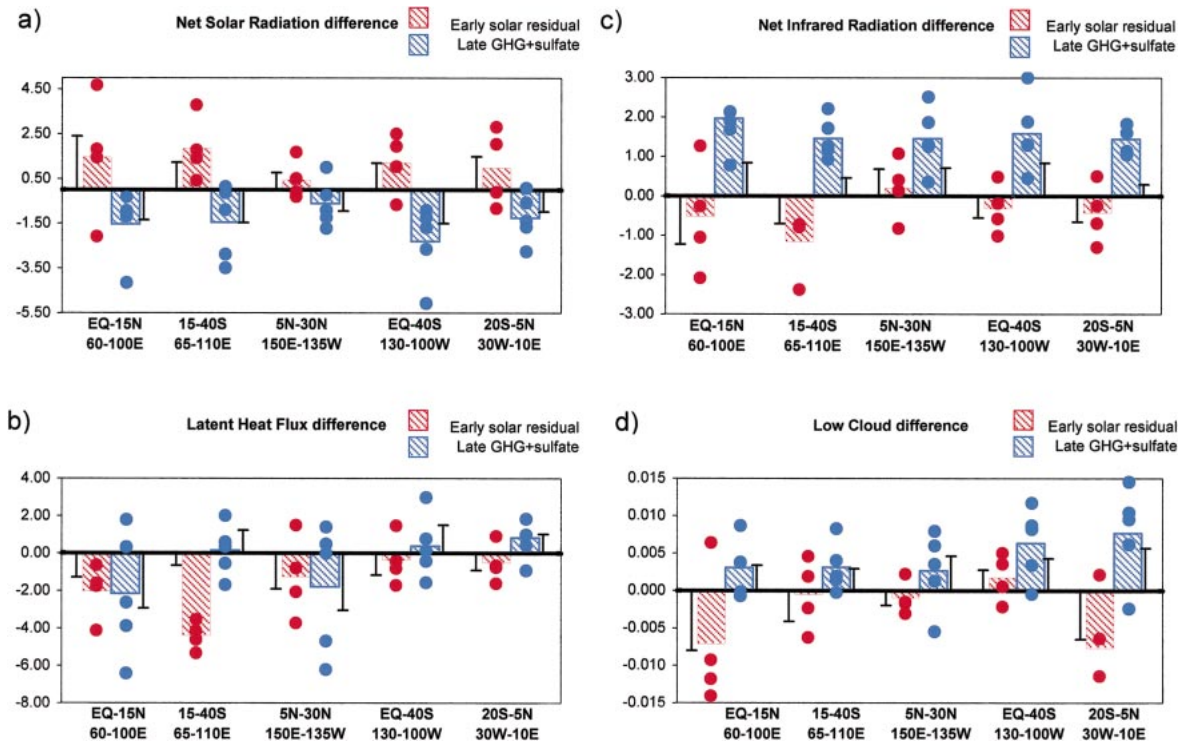 a)
Net Solar Radiation difference
Early solar residual
Late GHG+sulfate
4.50
2.50
0.50
-1.50
-3.50
-5.50
EQ-15N 15-40S 5N-30N EQ-40S 20S-5N
60-100E 65-110E 150E-135W 130-100W 30W-10E
c)
Net Infrared Radiation difference
Early solar residual
Late GHG+sulfate
3.00
2.00
1.00
0.00
-1.00
-2.00
-3.00
EQ-15N 15-40S 5N-30N EQ-40S 20S-5N
60-100E 65-110E 150E-135W 130-100W 30W-10E
b)
Latent Heat Flux difference
Early solar residual
Late GHG+sulfate
4.00
2.00
0.00
-2.00
-4.00
-6.00
-8.00
EQ-15N 15-40S 5N-30N EQ-40S 20S-5N
60-100E 65-110E 150E-135W 130-100W 30W-10E
d)
Low Cloud difference
Early solar residual
Late GHG+sulfate
0.015
0.010
0.005
0.000
-0.005
-0.010
-0.015
EQ-15N 15-40S 5N-30N EQ-40S 20S-5N
60-100E 65-110E 150E-135W 130-100W 30W-10E